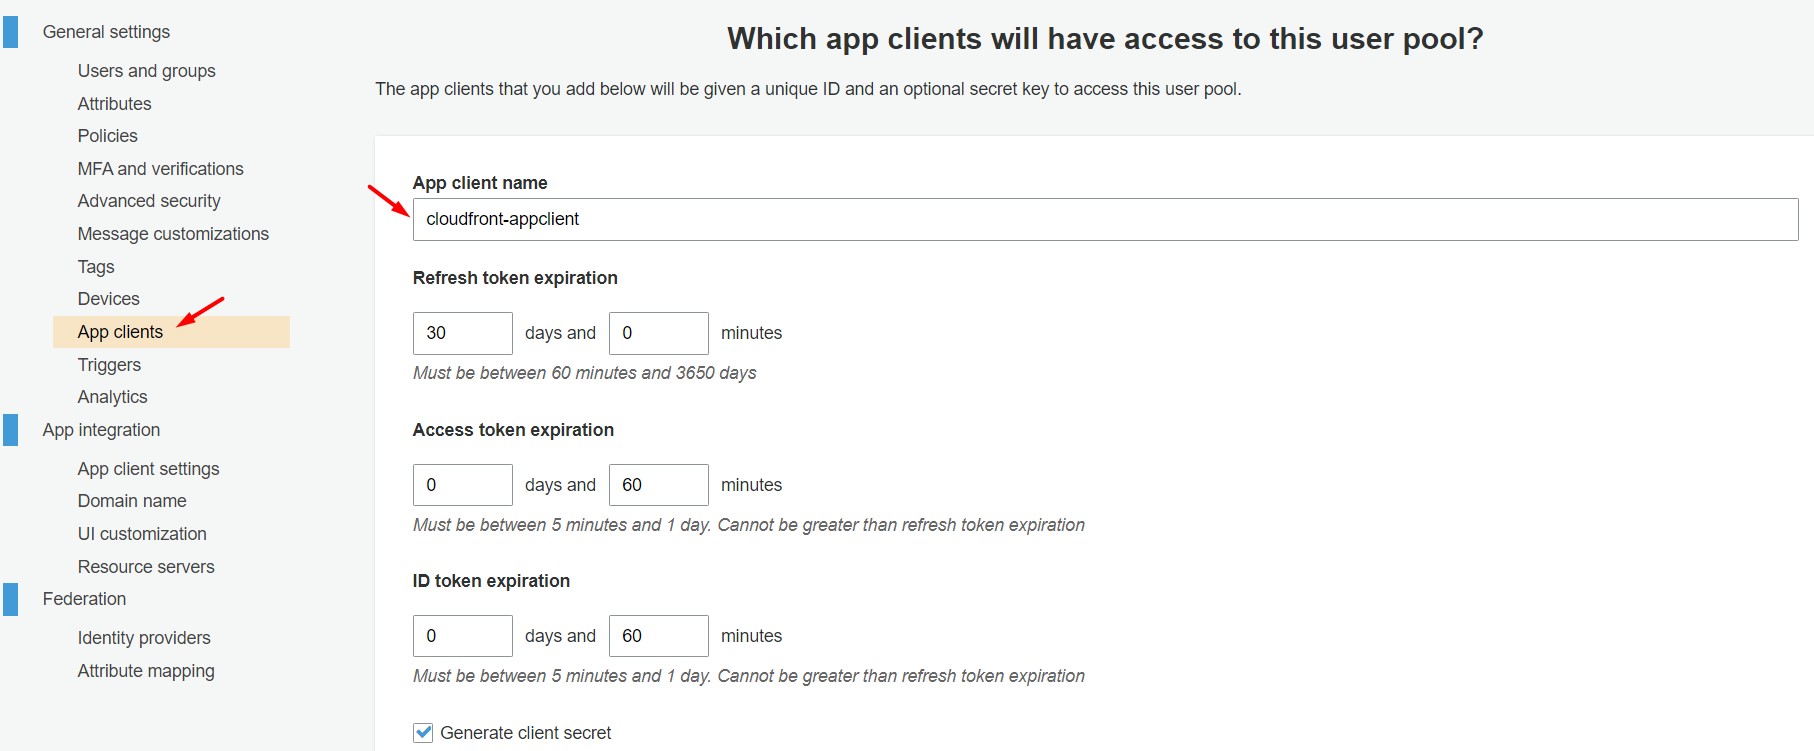 General settings
Users and groups
Attributes
Policies
MFA and verifications
Advanced security
Message customizations
Tags
Devices
App clients
Triggers
Analytics
App integration
App client settings
Domain name
UI customization
Resource servers
Federation
Identity providers
Attribute mapping
Which app clients will have access to this user pool?
The app clients that you add below will be given a unique ID and an optional secret key to access this user pool.
App client name
cloudfront-appclient
Refresh token expiration
30 days and 0 minutes
Must be between 60 minutes and 3650 days
Access token expiration
0 days and 60 minutes
Must be between 5 minutes and 1 day. Cannot be greater than refresh token expiration
ID token expiration
0 days and 60 minutes
Must be between 5 minutes and 1 day. Cannot be greater than refresh token expiration
Generate client secret